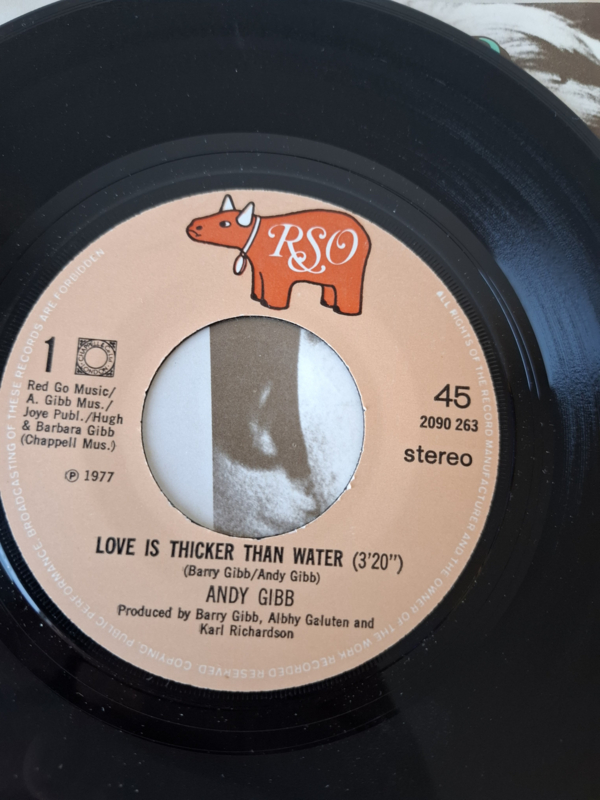 RSO
1
Red Go Music/
A. Gibb Mus./
Joye Publ./Hugh
& Barbara Gibb
(Chappell Mus.)
℗ 1977
45
2090 263
stereo
LOVE IS THICKER THAN WATER (3'20")
(Barry Gibb/Andy Gibb)
ANDY GIBB
Produced by Barry Gibb, Albhy Galuten and
Karl Richardson
ALL RIGHTS OF THE RECORD MANUFACTURER AND THE OWNER OF THE WORK RECORDED RESERVED. COPYING, PUBLIC PERFORMANCE, BROADCASTING OF THESE RECORDS ARE FORBIDDEN